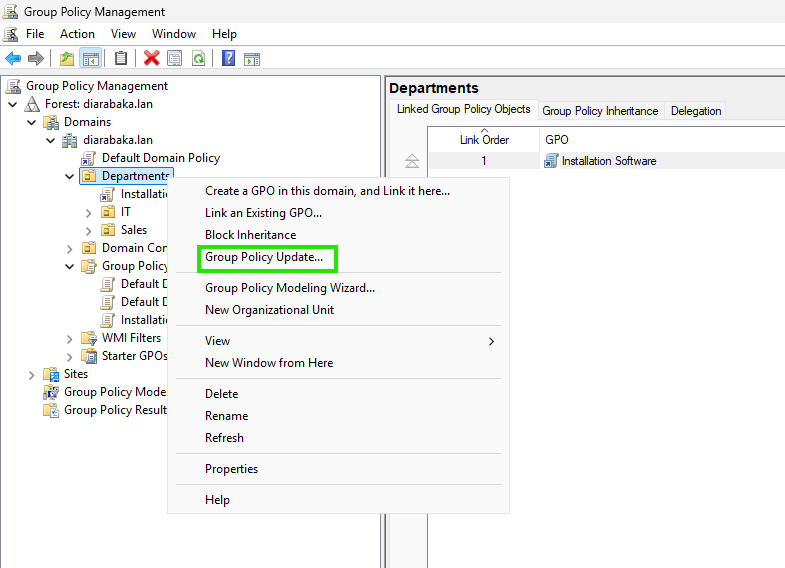 Group Policy Management
File Action View Window Help
Group Policy Management
Forest: diarabaka.lan
Domains
diarabaka.lan
Default Domain Policy
Departments
Installatio
IT
Sales
Domain Con
Group Policy
Default D
Default D
Installatio
WMI Filters
Starter GPOs
Sites
Group Policy Mode
Group Policy Result
Create a GPO in this domain, and Link it here...
Link an Existing GPO...
Block Inheritance
Group Policy Update...
Group Policy Modeling Wizard...
New Organizational Unit
View
New Window from Here
Delete
Rename
Refresh
Properties
Help
Departments
Linked Group Policy Objects Group Policy Inheritance Delegation
Link Order GPO
1 Installation Software